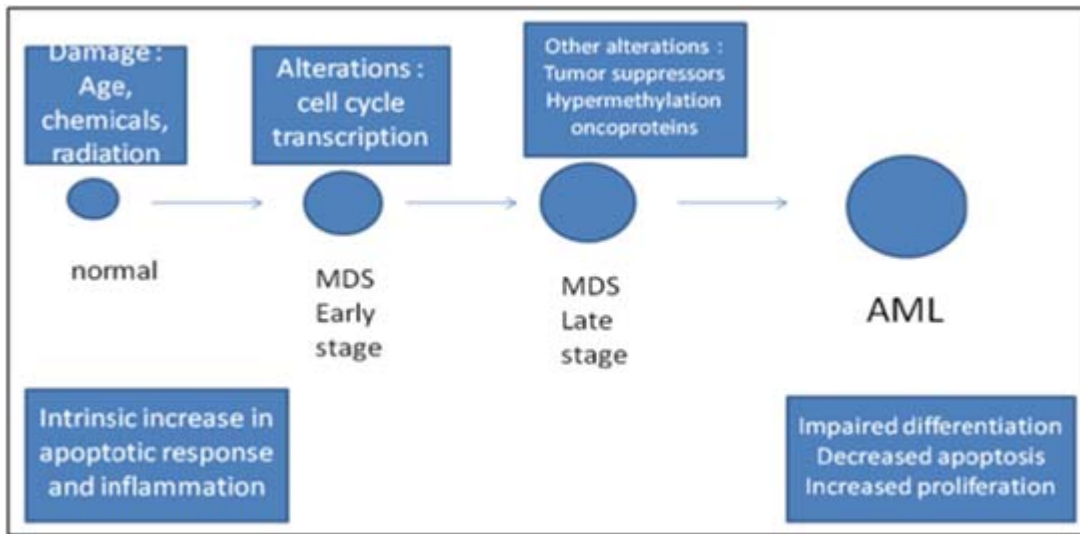 Damage :
Age,
chemicals,
radiation
Alterations :
cell cycle
transcription
Other alterations :
Tumor suppressors
Hypermethylation
oncoproteins
normal
MDS
Early
stage
MDS
Late
stage
AML
Intrinsic increase in
apoptotic response
and inflammation
Impaired differentiation
Decreased apoptosis
Increased proliferation